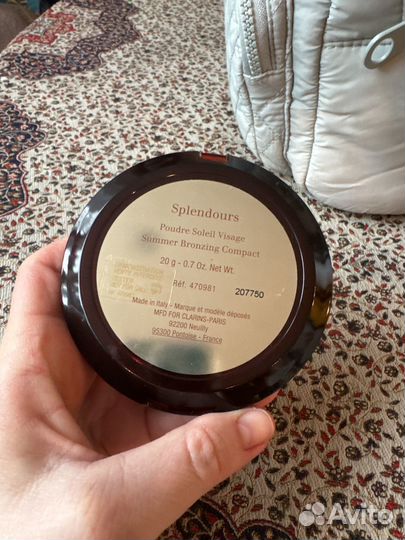 Splendours
Poudre Soleil Visage
Summer Bronzing Compact
20 g - 0.7 Oz. Net Wt.
Réf. 470981
207750
Made in Italy - Marque et modèle déposés
MFD FOR CLARINS-PARIS
92200 Neuilly
95300 Pontoise - France
Avito